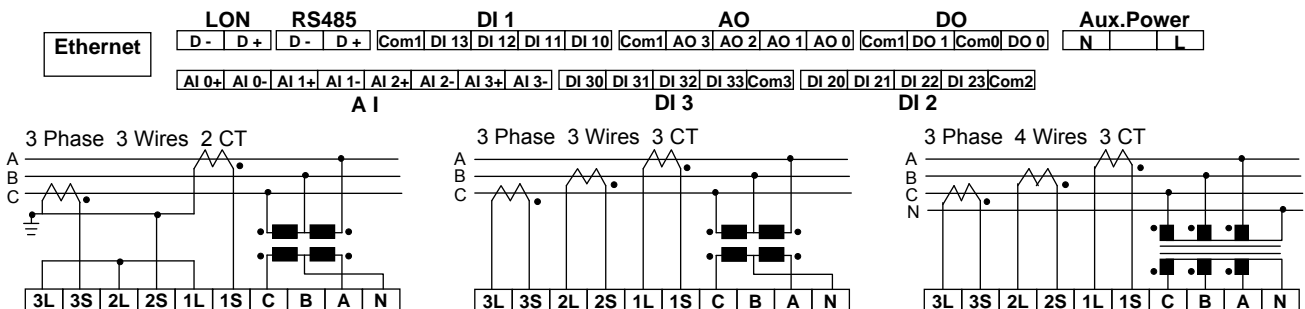 LON RS485 DI 1 AO DO Aux.Power
Ethernet D - D + D - D + Com1 DI 13 DI 12 DI 11 DI 10 Com1 AO 3 AO 2 AO 1 AO 0 Com1 DO 1 Com0 DO 0 N L
AI 0+ AI 0- AI 1+ AI 1- AI 2+ AI 2- AI 3+ AI 3- DI 30 DI 31 DI 32 DI 33 Com3 DI 20 DI 21 DI 22 DI 23 Com2
A I DI 3 DI 2
3 Phase 3 Wires 2 CT
A
B
C
3L 3S 2L 2S 1L 1S C B A N
3 Phase 3 Wires 3 CT
A
B
C
3L 3S 2L 2S 1L 1S C B A N
3 Phase 4 Wires 3 CT
A
B
C
N
3L 3S 2L 2S 1L 1S C B A N